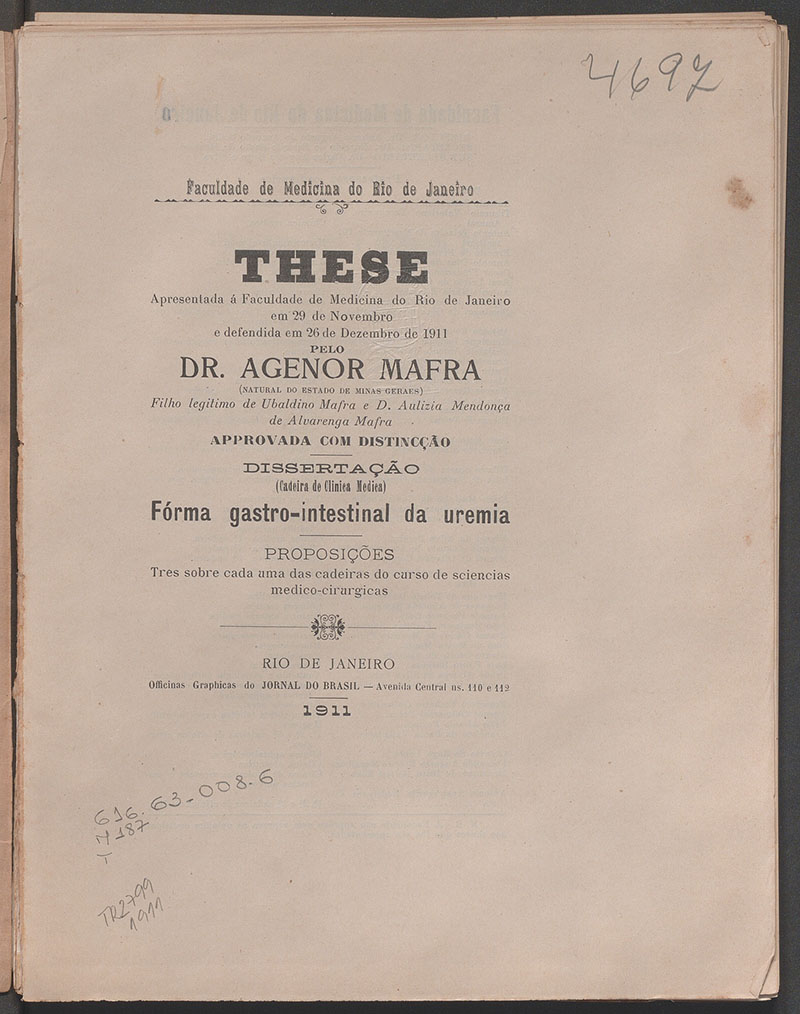 4697
Faculdade de Medicina do Rio de Janeiro
THESE
Apresentada á Faculdade de Medicina do Rio de Janeiro
em 29 de Novembro
e defendida em 26 de Dezembro de 1911
PELO
DR. AGENOR MAFRA
(NATURAL DO ESTADO DE MINAS GERAES)
Filho legitimo de Ubaldino Mafra e D. Aulizia Mendonça
de Alvarenga Mafra
APPROVADA COM DISTINCÇÃO
DISSERTAÇÃO
(Cadeira de Clinica Medica)
Fórma gastro-intestinal da uremia
PROPOSIÇÕES
Tres sobre cada uma das cadeiras do curso de sciencias
medico-cirurgicas
RIO DE JANEIRO
Officinas Graphicas do JORNAL DO BRASIL — Avenida Central ns. 110 e 112
1911
616.63-008.6
M187
T
TR2799
1911